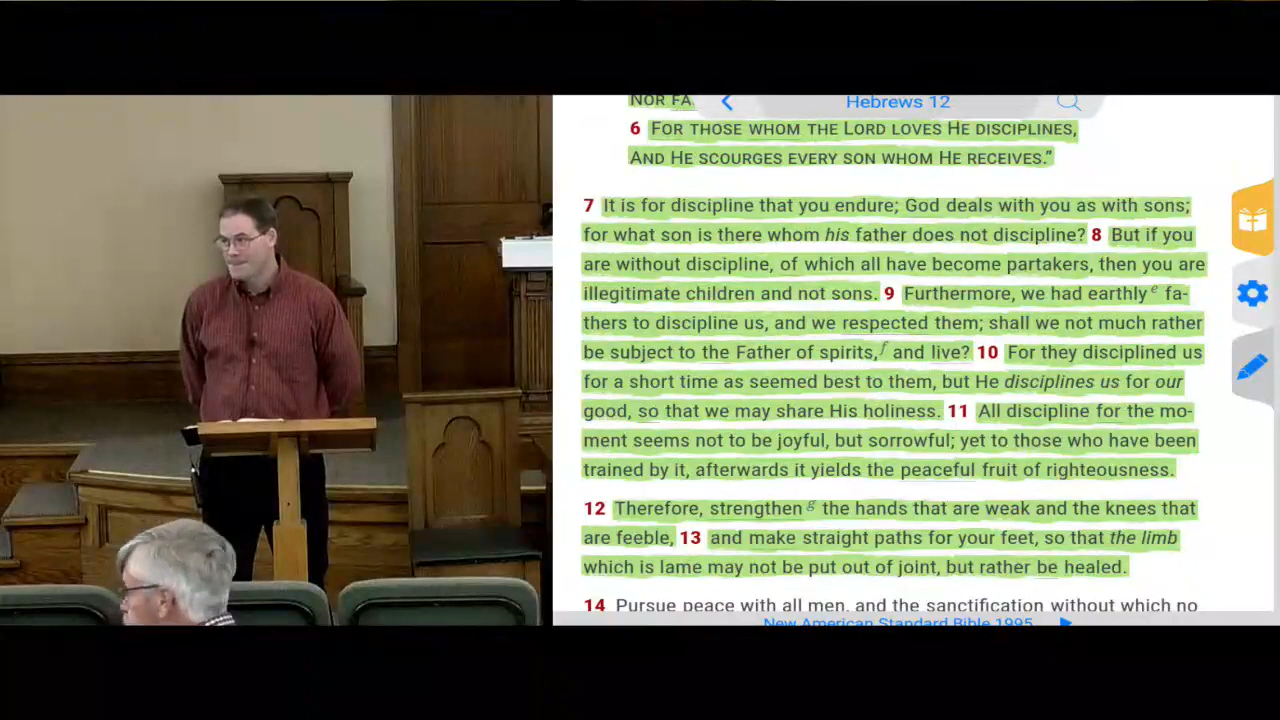 NOR FA
Hebrews 12
6 FOR THOSE WHOM THE LORD LOVES HE DISCIPLINES,
AND HE SCOURGES EVERY SON WHOM HE RECEIVES.”
7 It is for discipline that you endure; God deals with you as with sons;
for what son is there whom his father does not discipline? 8 But if you
are without discipline, of which all have become partakers, then you are
illegitimate children and not sons. 9 Furthermore, we had earthly e fa-
thers to discipline us, and we respected them; shall we not much rather
be subject to the Father of spirits, f and live? 10 For they disciplined us
for a short time as seemed best to them, but He disciplines us for our
good, so that we may share His holiness. 11 All discipline for the mo-
ment seems not to be joyful, but sorrowful; yet to those who have been
trained by it, afterwards it yields the peaceful fruit of righteousness.
12 Therefore, strengthen g the hands that are weak and the knees that
are feeble, 13 and make straight paths for your feet, so that the limb
which is lame may not be put out of joint, but rather be healed.
14 Pursue peace with all men, and the sanctification without which no
New American Standard Bible 1995